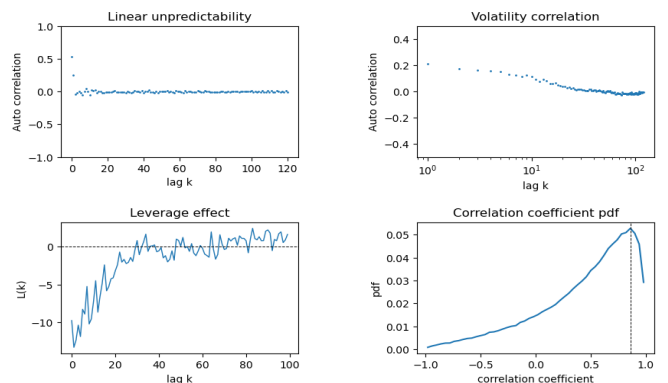 Linear unpredictability
1.0
0.5
0.0
−0.5
−1.0
Auto correlation
0 20 40 60 80 100 120
lag k
Volatility correlation
0.4
0.2
0.0
−0.2
−0.4
Auto correlation
10⁰ 10¹ 10²
lag k
Leverage effect
0
−5
−10
L(k)
0 20 40 60 80 100
lag k
Correlation coefficient pdf
0.05
0.04
0.03
0.02
0.01
0.00
pdf
−1.0 −0.5 0.0 0.5 1.0
correlation coefficient